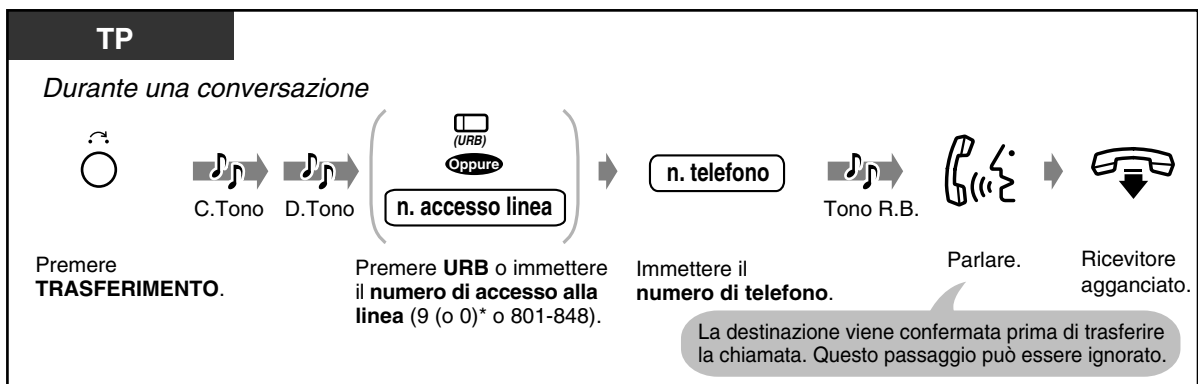 TP
Durante una conversazione
(URB)
Oppure
n. accesso linea
n. telefono
C.Tono
D.Tono
Tono R.B.
Premere
TRASFERIMENTO.
Premere URB o immettere
il numero di accesso alla
linea (9 (o 0)* o 801-848).
Immettere il
numero di telefono.
Parlare.
Ricevitore
agganciato.
La destinazione viene confermata prima di trasferire
la chiamata. Questo passaggio può essere ignorato.